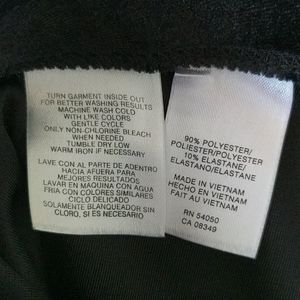 TURN GARMENT INSIDE OUT
FOR BETTER WASHING RESULTS
MACHINE WASH COLD
WITH LIKE COLORS
GENTLE CYCLE
ONLY NON-CHLORINE BLEACH
WHEN NEEDED
TUMBLE DRY LOW
WARM IRON IF NECESSARY
LAVE CON AL PARTE DE ADENTRO
HACIA AFUERA PARA
MEJORES RESULTADOS
LAVAR EN MAQUINA CON AGUA
FRIA CON COLORES SIMILARES
CICLO DELICADO
SOLAMENTE BLANQUEADOR SIN
CLORO, SI ES NECESARIO
90% POLYESTER/
POLIESTER/POLYESTER
10% ELASTANE/
ELASTANO/ELASTANE
MADE IN VIETNAM
HECHO EN VIETNAM
FAIT AU VIETNAM
RN 54050
CA 08349